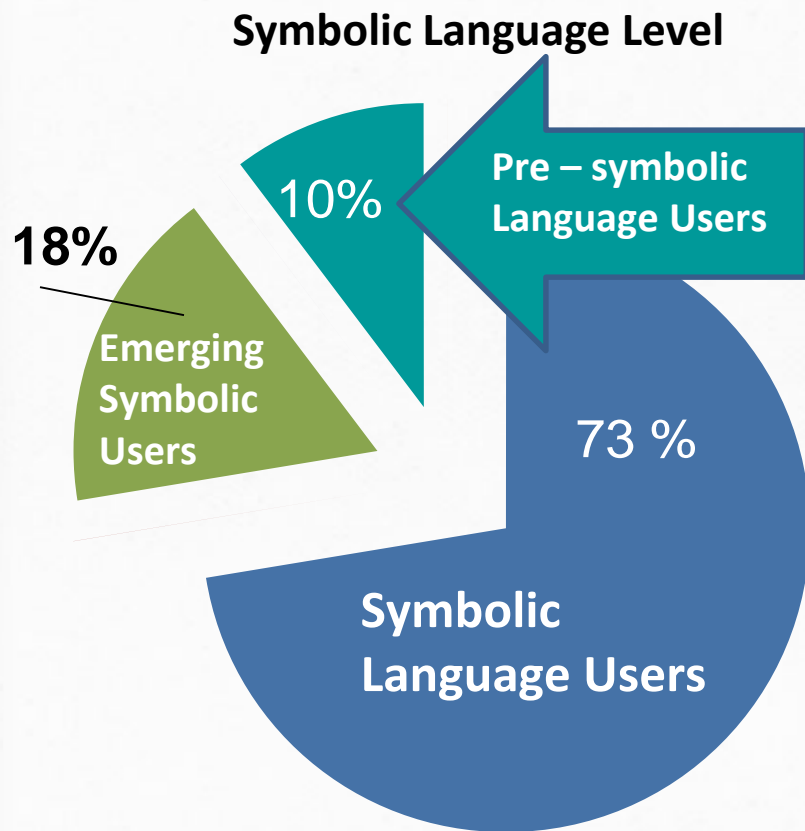 Symbolic Language Level
10%
Pre – symbolic
Language Users
18%
Emerging
Symbolic
Users
73 %
Symbolic
Language Users